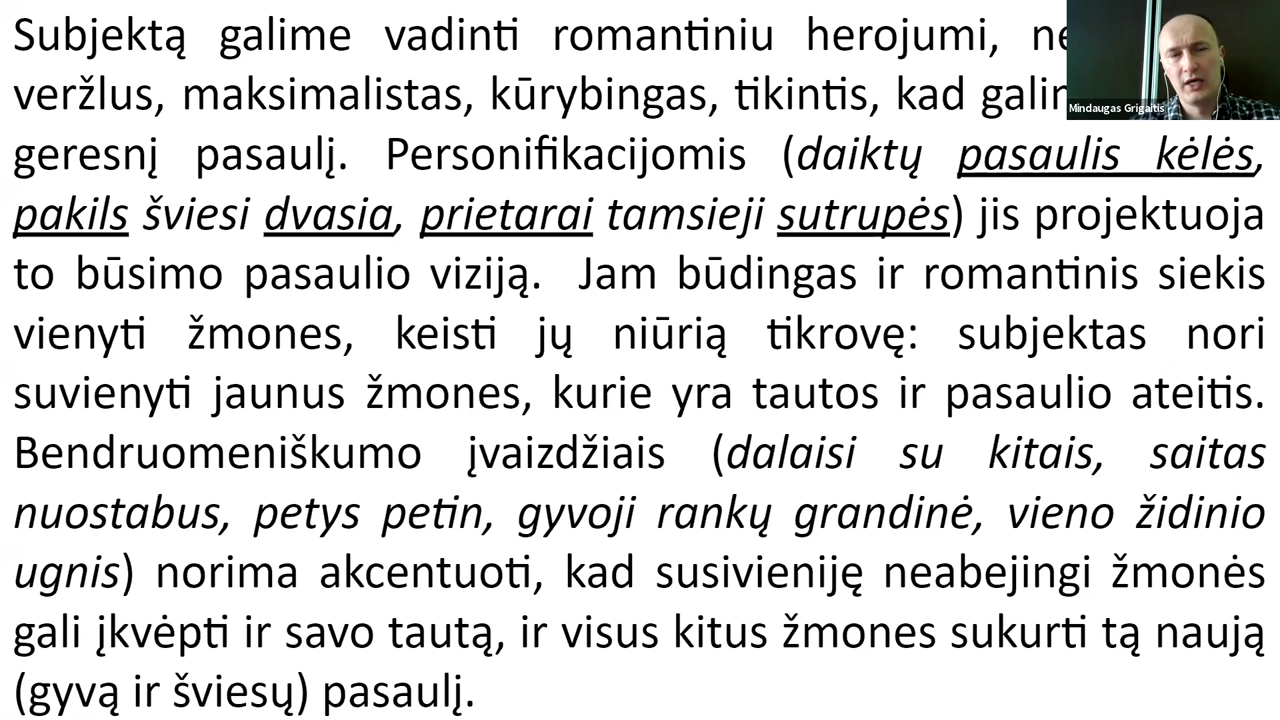 Subjektą galime vadinti romantiniu herojumi,
veržlus, maksimalistas, kūrybingas, tikintis, kad
Mindaugas Grigaitis
geresnį pasaulį. Personifikacijomis (daiktų pasaulis kėlės,
pakils šviesi dvasia, prietarai tamsieji sutrupės) jis projektuoja
to būsimo pasaulio viziją. Jam būdingas ir romantinis siekis
vienyti žmones, keisti jų niūrią tikrovę: subjektas nori
suvienyti jaunus žmones, kurie yra tautos ir pasaulio ateitis.
Bendruomeniškumo įvaizdžiais (dalaisi su kitais, saitas
nuostabus, petys petin, gyvoji rankų grandinė, vieno židinio
ugnis) norima akcentuoti, kad susivieniję neabejingi žmonės
gali įkvėpti ir savo tautą, ir visus kitus žmones sukurti tą naują
(gyvą ir šviesų) pasaulį.